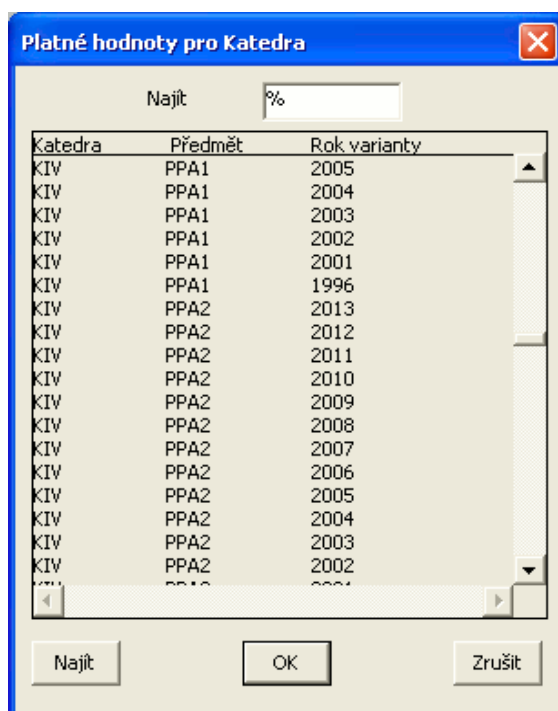 Platné hodnoty pro Katedra
Najít %
Katedra Předmět Rok varianty
KIV PPA1 2005
KIV PPA1 2004
KIV PPA1 2003
KIV PPA1 2002
KIV PPA1 2001
KIV PPA1 1996
KIV PPA2 2013
KIV PPA2 2012
KIV PPA2 2011
KIV PPA2 2010
KIV PPA2 2009
KIV PPA2 2008
KIV PPA2 2007
KIV PPA2 2006
KIV PPA2 2005
KIV PPA2 2004
KIV PPA2 2003
KIV PPA2 2002
Najít OK Zrušit